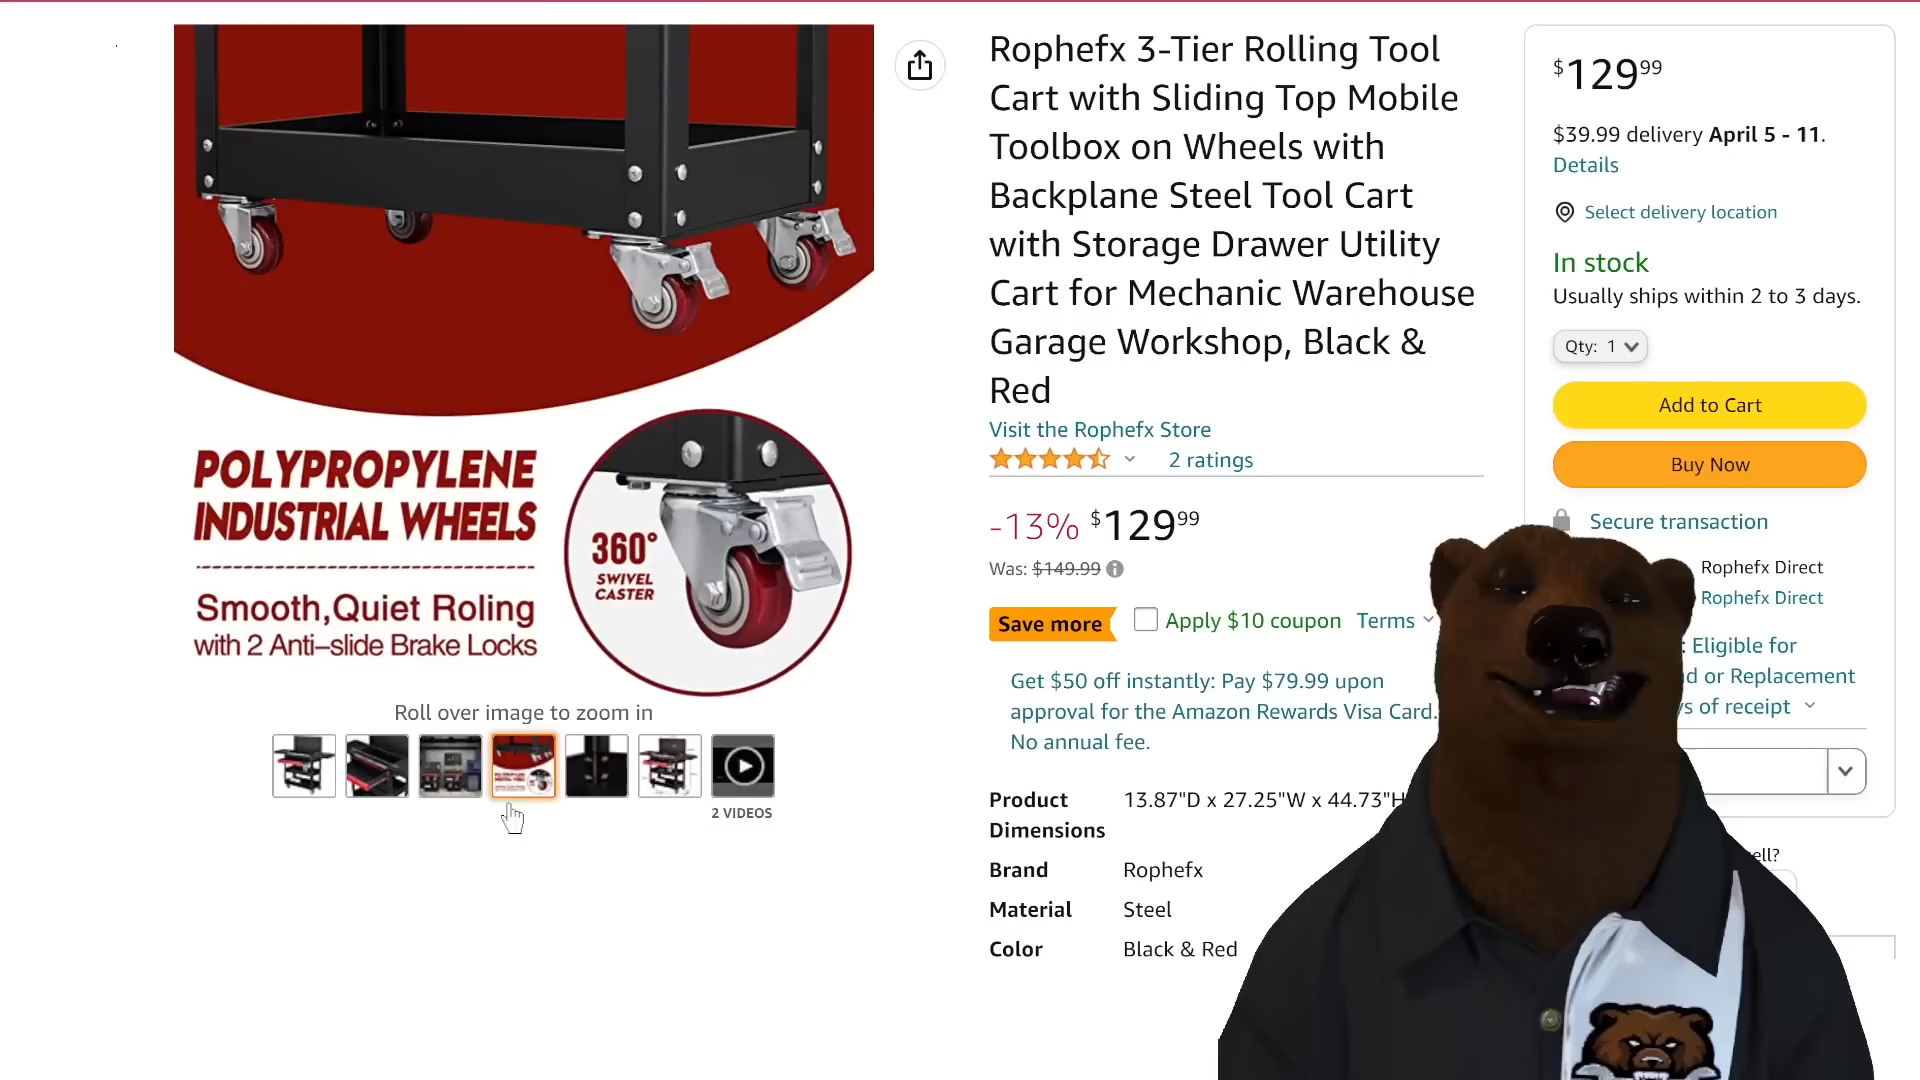 POLYPROPYLENE
INDUSTRIAL WHEELS
Smooth,Quiet Roling
with 2 Anti-slide Brake Locks
360°
SWIVEL
CASTER
Roll over image to zoom in
2 VIDEOS
Rophefx 3-Tier Rolling Tool
Cart with Sliding Top Mobile
Toolbox on Wheels with
Backplane Steel Tool Cart
with Storage Drawer Utility
Cart for Mechanic Warehouse
Garage Workshop, Black &
Red
Visit the Rophefx Store
2 ratings
-13% $129 99
Was: $149.99
Save more Apply $10 coupon Terms
Get $50 off instantly: Pay $79.99 upon
approval for the Amazon Rewards Visa Card.
No annual fee.
Product Dimensions 13.87"D x 27.25"W x 44.73"H
Brand Rophefx
Material Steel
Color Black & Red
$129 99
$39.99 delivery April 5 - 11.
Details
Select delivery location
In stock
Usually ships within 2 to 3 days.
Qty: 1
Add to Cart
Buy Now
Secure transaction
Rophefx Direct
Rophefx Direct
: Eligible for
or Replacement
of receipt